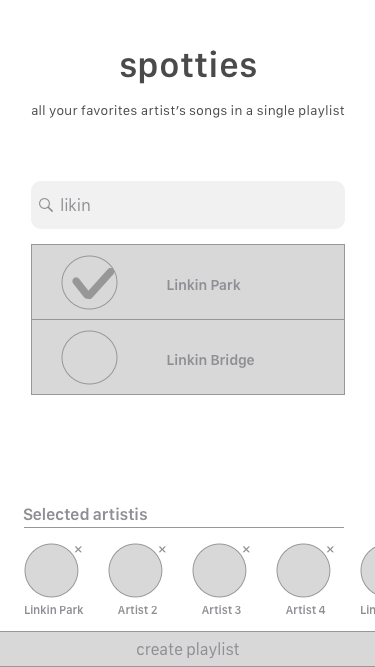 spotties
all your favorites artist's songs in a single playlist
likin
Linkin Park
Linkin Bridge
Selected artistis
× × × ×
Linkin Park Artist 2 Artist 3 Artist 4 Lin
create playlist